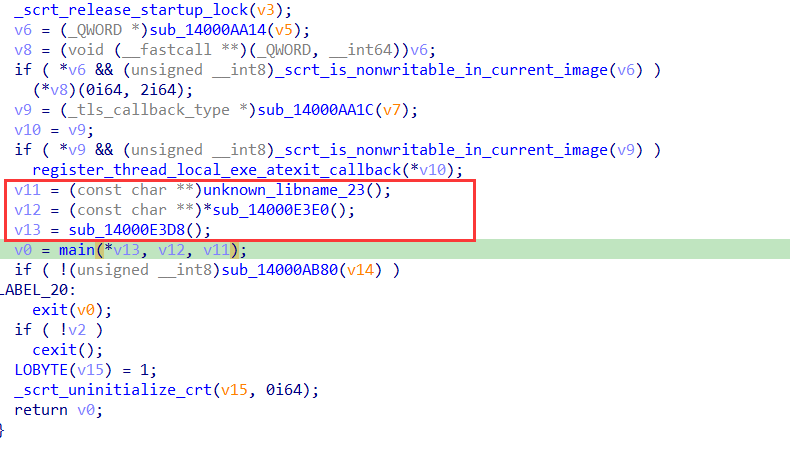 _scrt_release_startup_lock(v3);
v6 = (_QWORD *)sub_14000AA14(v5);
v8 = (void (__fastcall **)(_QWORD, __int64))v6;
if ( *v6 && (unsigned __int8)_scrt_is_nonwritable_in_current_image(v6) )
(*v8)(0i64, 2i64);
v9 = (_tls_callback_type *)sub_14000AA1C(v7);
v10 = v9;
if ( *v9 && (unsigned __int8)_scrt_is_nonwritable_in_current_image(v9) )
register_thread_local_exe_atexit_callback(*v10);
v11 = (const char **)unknown_libname_23();
v12 = (const char **)*sub_14000E3E0();
v13 = sub_14000E3D8();
v0 = main(*v13, v12, v11);
if ( !(unsigned __int8)sub_14000AB80(v14) )
LABEL_20:
exit(v0);
if ( !v2 )
cexit();
LOBYTE(v15) = 1;
_scrt_uninitialize_crt(v15, 0i64);
return v0;
}